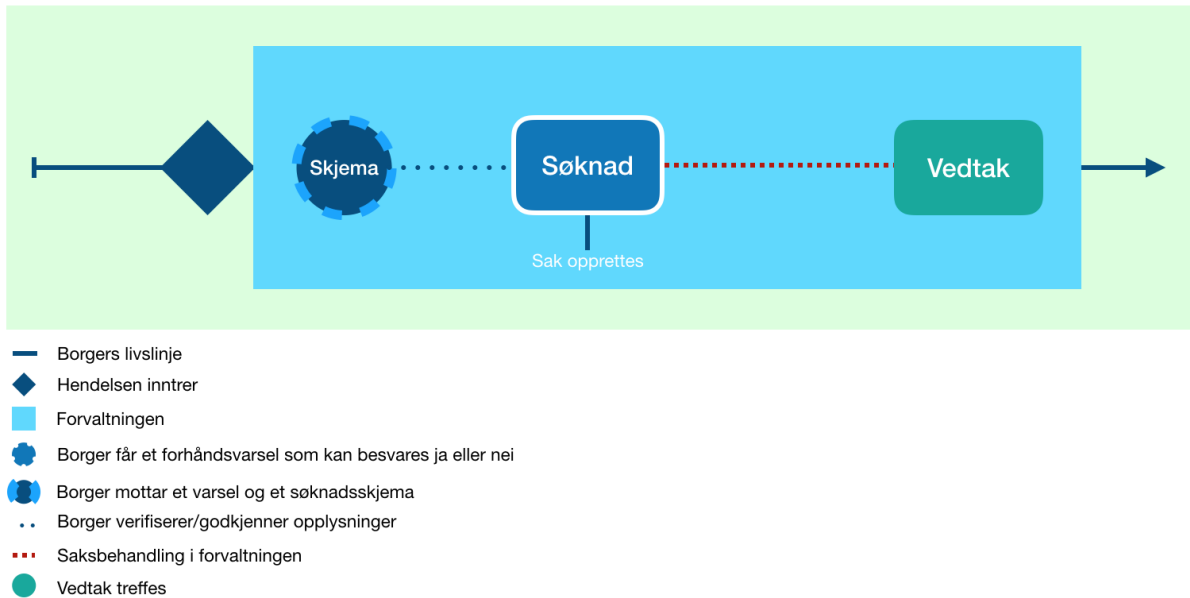 Skjema
Søknad
Vedtak
Sak opprettes
Borgers livslinje
Hendelsen inntrer
Forvaltningen
Borger får et forhåndsvarsel som kan besvares ja eller nei
Borger mottar et varsel og et søknadsskjema
Borger verifiserer/godkjenner opplysninger
Saksbehandling i forvaltningen
Vedtak treffes